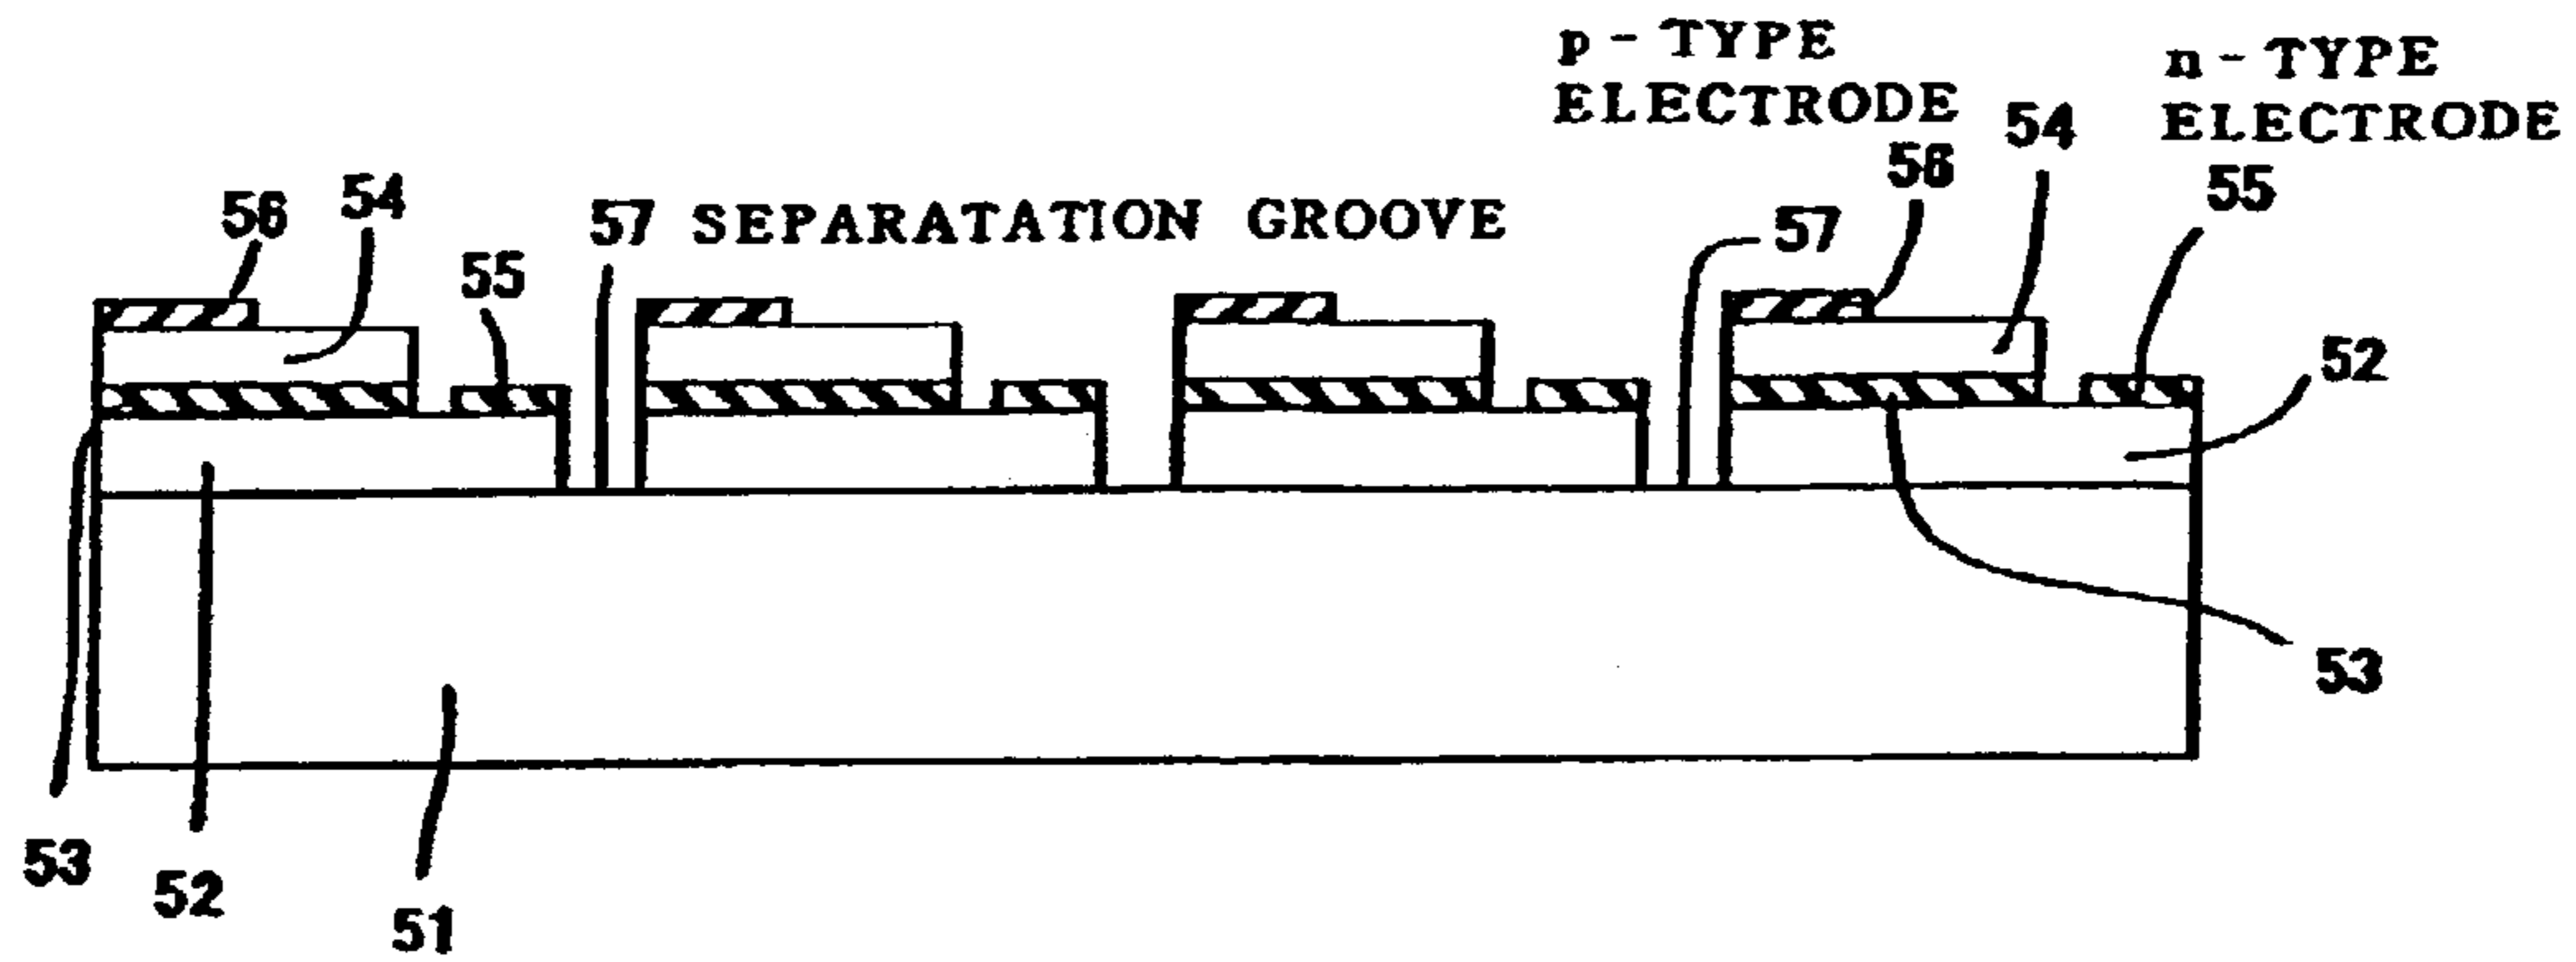 p - TYPE
ELECTRODE
n - TYPE
ELECTRODE
56
54
55
57 SEPARATATION GROOVE
57
56
54
55
52
53
53
52
51